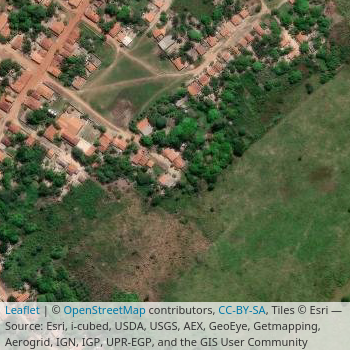 Leaflet | © OpenStreetMap contributors, CC-BY-SA, Tiles © Esri —
Source: Esri, i-cubed, USDA, USGS, AEX, GeoEye, Getmapping,
Aerogrid, IGN, IGP, UPR-EGP, and the GIS User Community